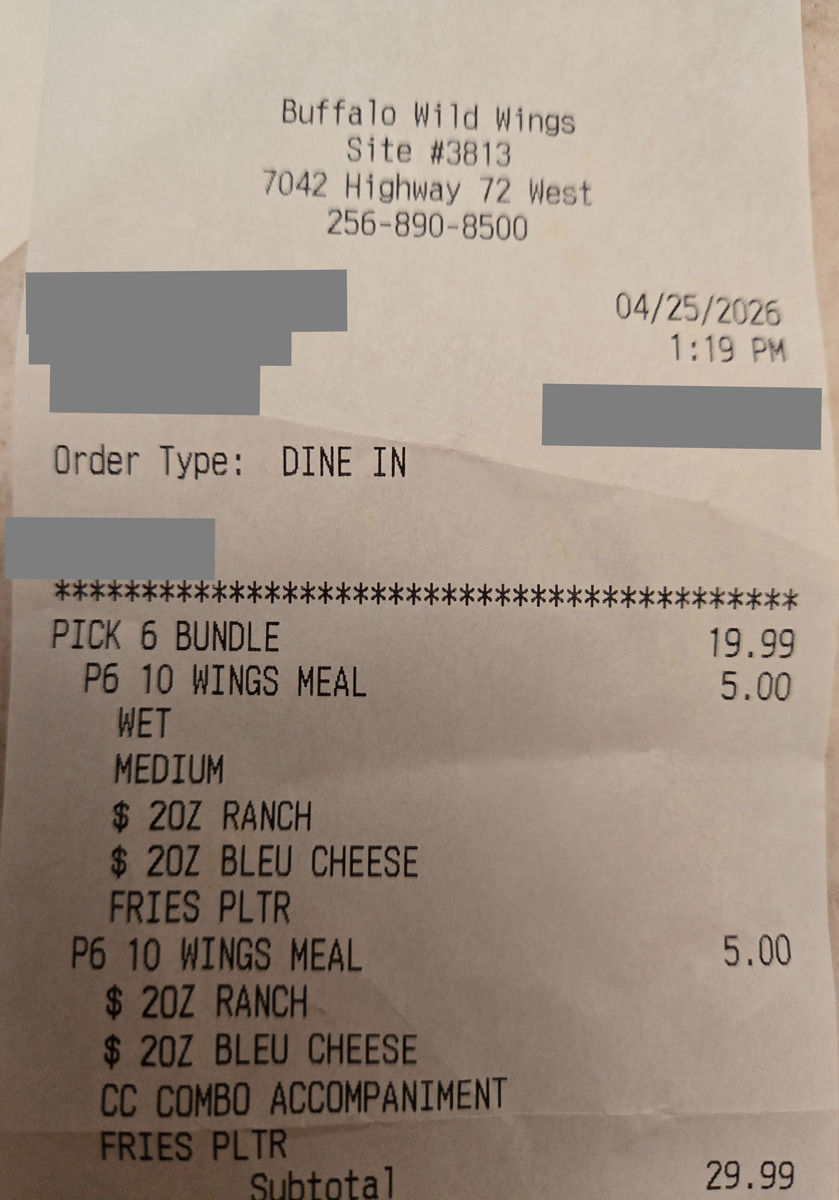 Buffalo Wild Wings
Site #3813
7042 Highway 72 West
256-890-8500
04/25/2026
1:19 PM
Order Type: DINE IN
******************************************
PICK 6 BUNDLE 19.99
P6 10 WINGS MEAL 5.00
WET
MEDIUM
$ 2OZ RANCH
$ 2OZ BLEU CHEESE
FRIES PLTR
P6 10 WINGS MEAL 5.00
$ 2OZ RANCH
$ 2OZ BLEU CHEESE
CC COMBO ACCOMPANIMENT
FRIES PLTR
Subtotal 29.99